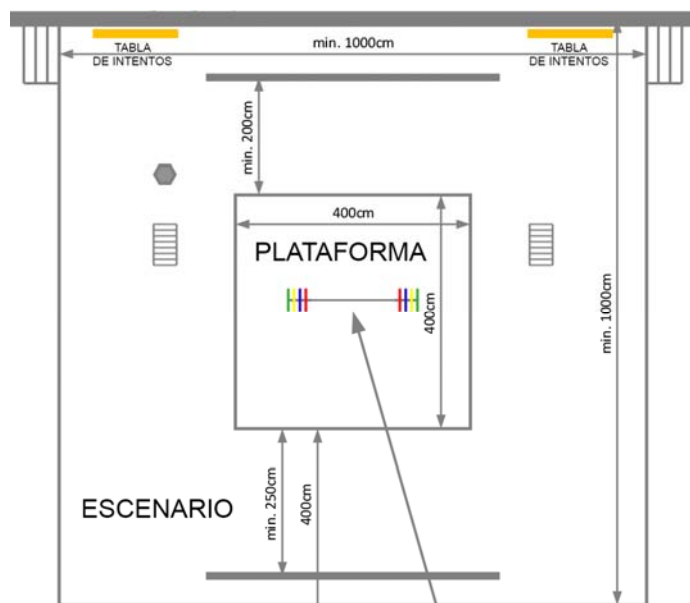 TABLA
DE INTENTOS
min. 1000cm
TABLA
DE INTENTOS
min. 200cm
400cm
PLATAFORMA
400cm
min. 1000cm
min. 250cm
400cm
ESCENARIO